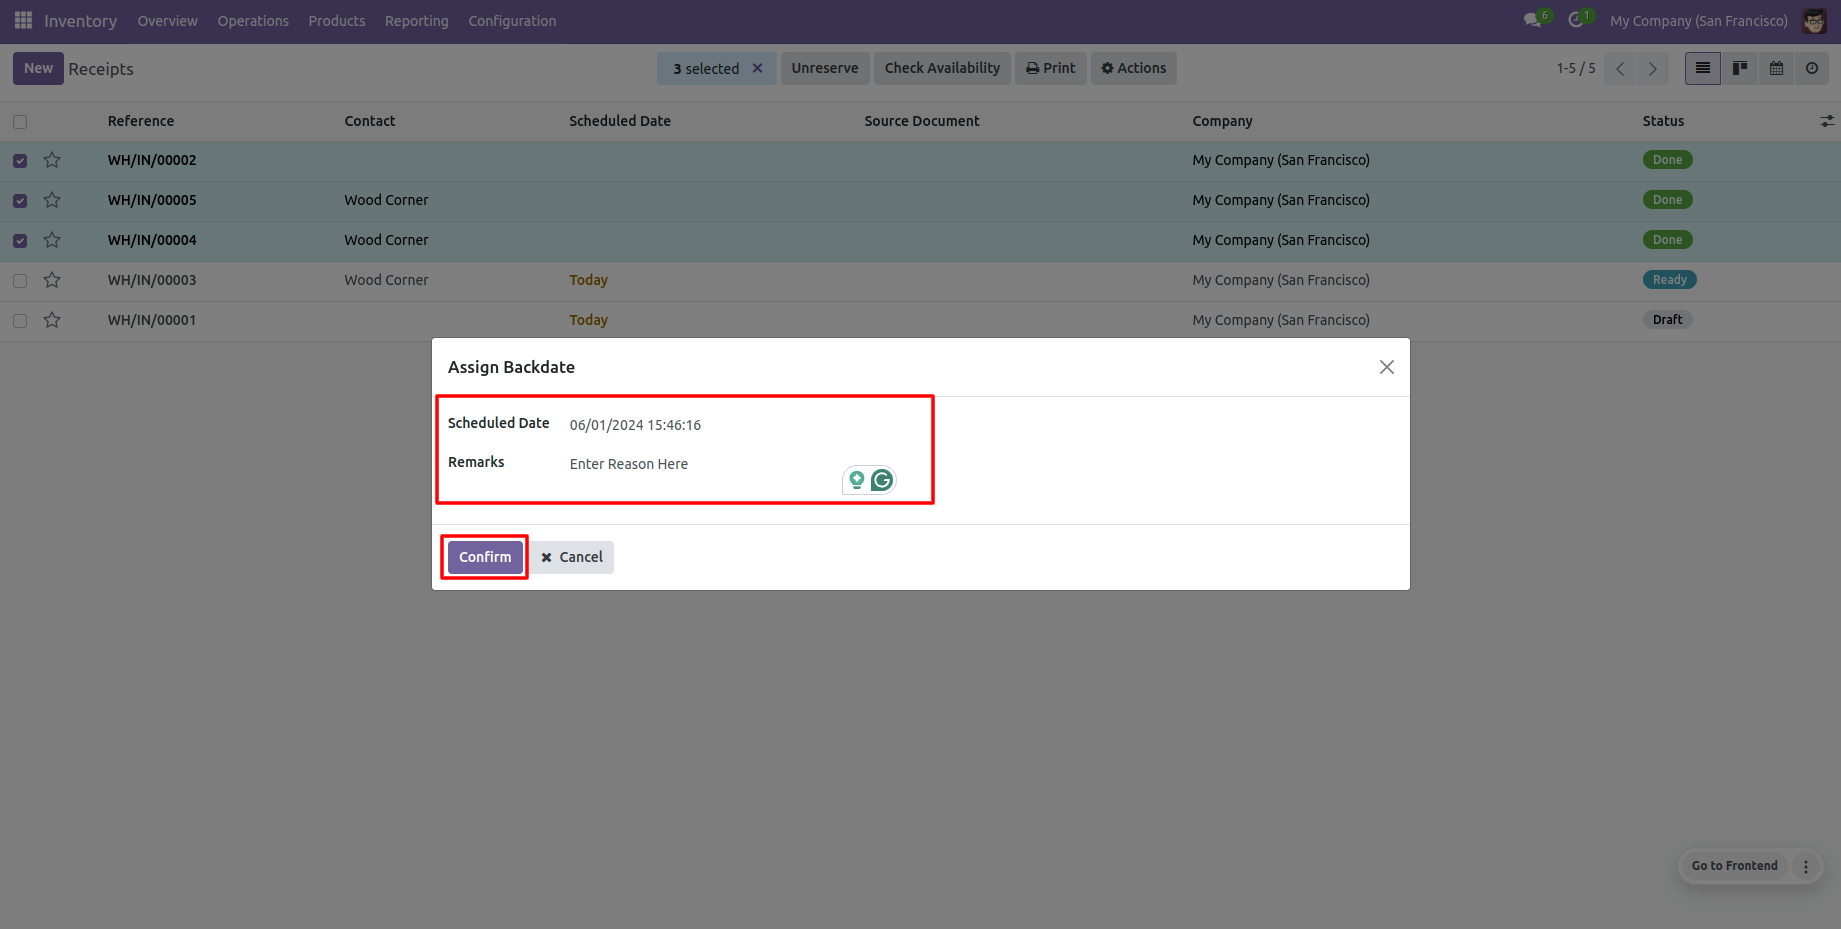 Inventory Overview Operations Products Reporting Configuration 6 1 My Company (San Francisco)
New Receipts 3 selected Unreserve Check Availability Print Actions 1-5 / 5
Reference Contact Scheduled Date Source Document Company Status
WH/IN/00002 My Company (San Francisco) Done
WH/IN/00005 Wood Corner My Company (San Francisco) Done
WH/IN/00004 Wood Corner My Company (San Francisco) Done
WH/IN/00003 Wood Corner Today My Company (San Francisco) Ready
WH/IN/00001 Today My Company (San Francisco) Draft
Assign Backdate
Scheduled Date 06/01/2024 15:46:16
Remarks Enter Reason Here
Confirm Cancel
Go to Frontend